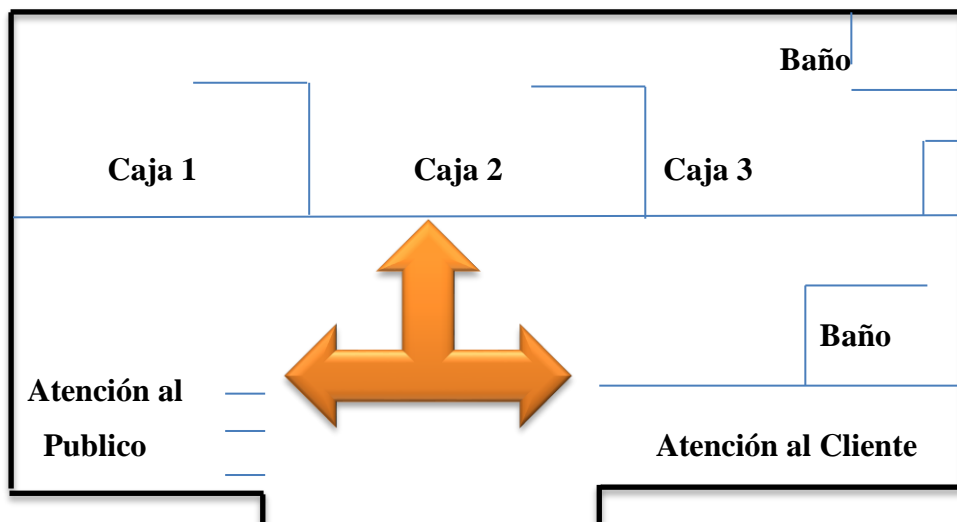 Baño
Caja 1
Caja 2
Caja 3
Baño
Atención al
Publico
Atención al Cliente